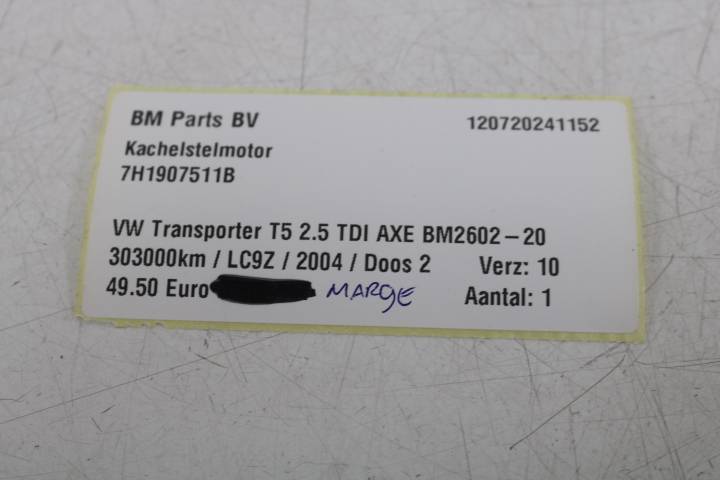 BM Parts BV 120720241152
Kachelstelmotor
7H1907511B
VW Transporter T5 2.5 TDI AXE BM2602-20
303000km / LC9Z / 2004 / Doos 2 Verz: 10
49.50 Euro MARGE Aantal: 1